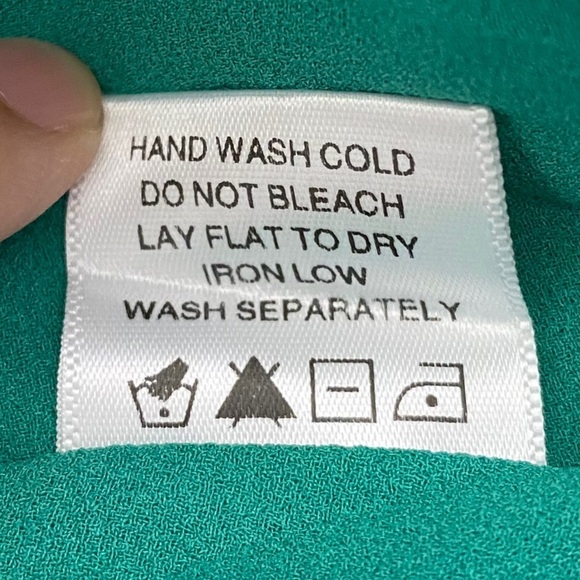 HAND WASH COLD
DO NOT BLEACH
LAY FLAT TO DRY
IRON LOW
WASH SEPARATELY